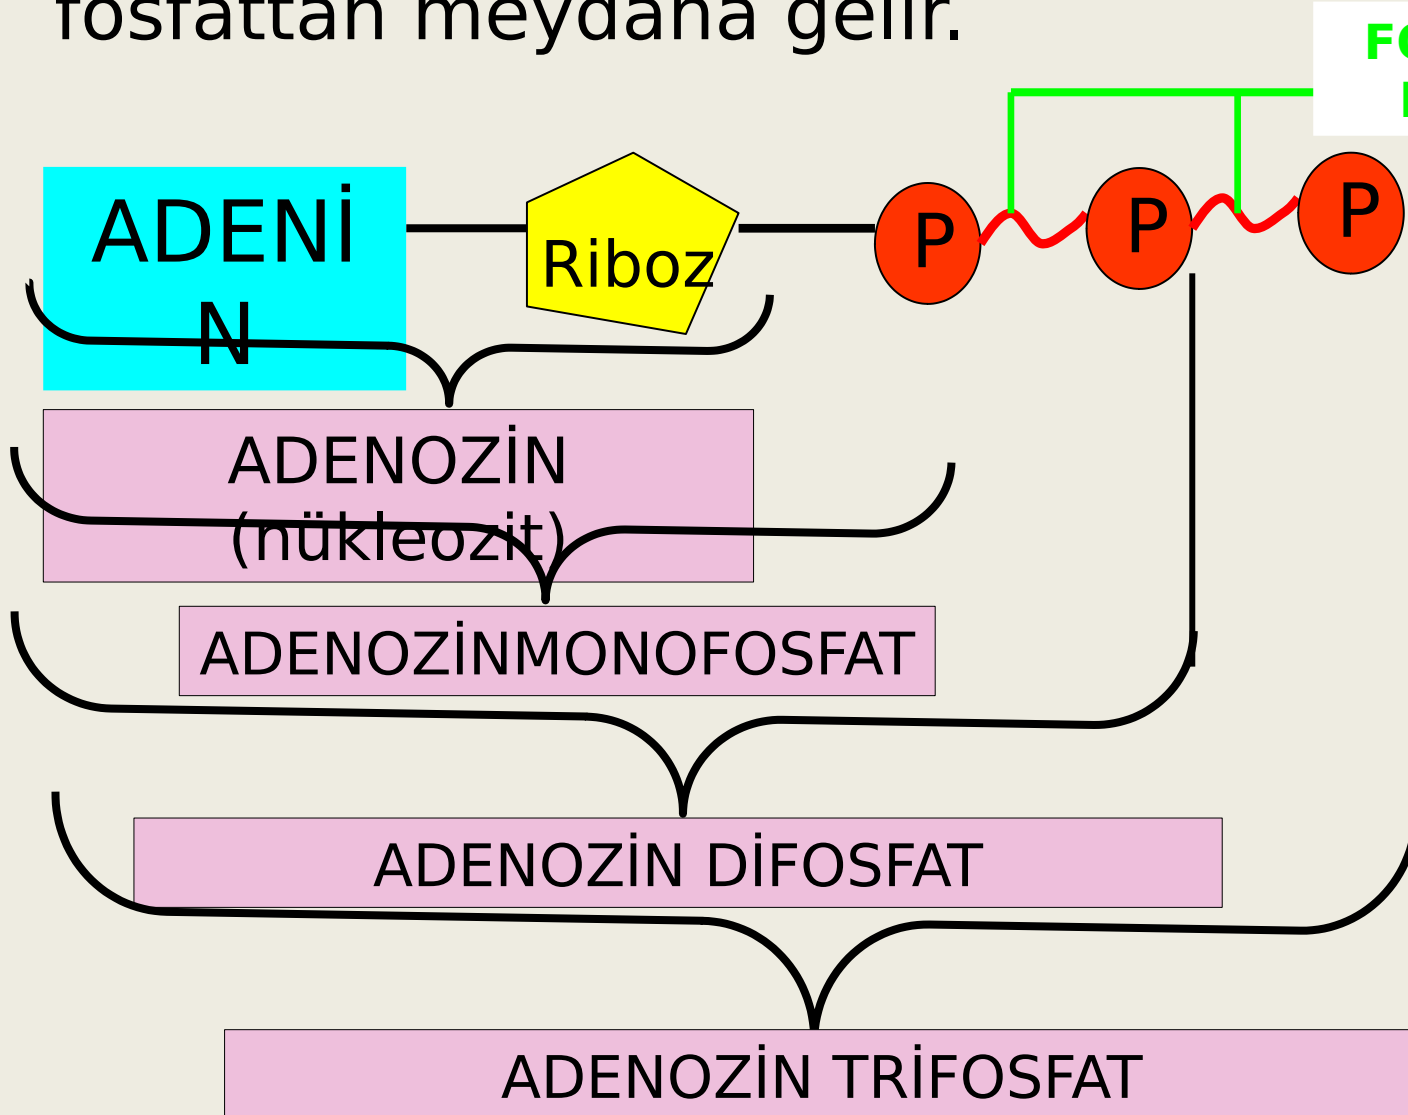 fosfattan meydana gelir.
ADENİ
N
Riboz
P
P
P
ADENOZİN
(nükleozit)
ADENOZİNMONOFOSFAT
ADENOZİN DİFOSFAT
ADENOZİN TRİFOSFAT